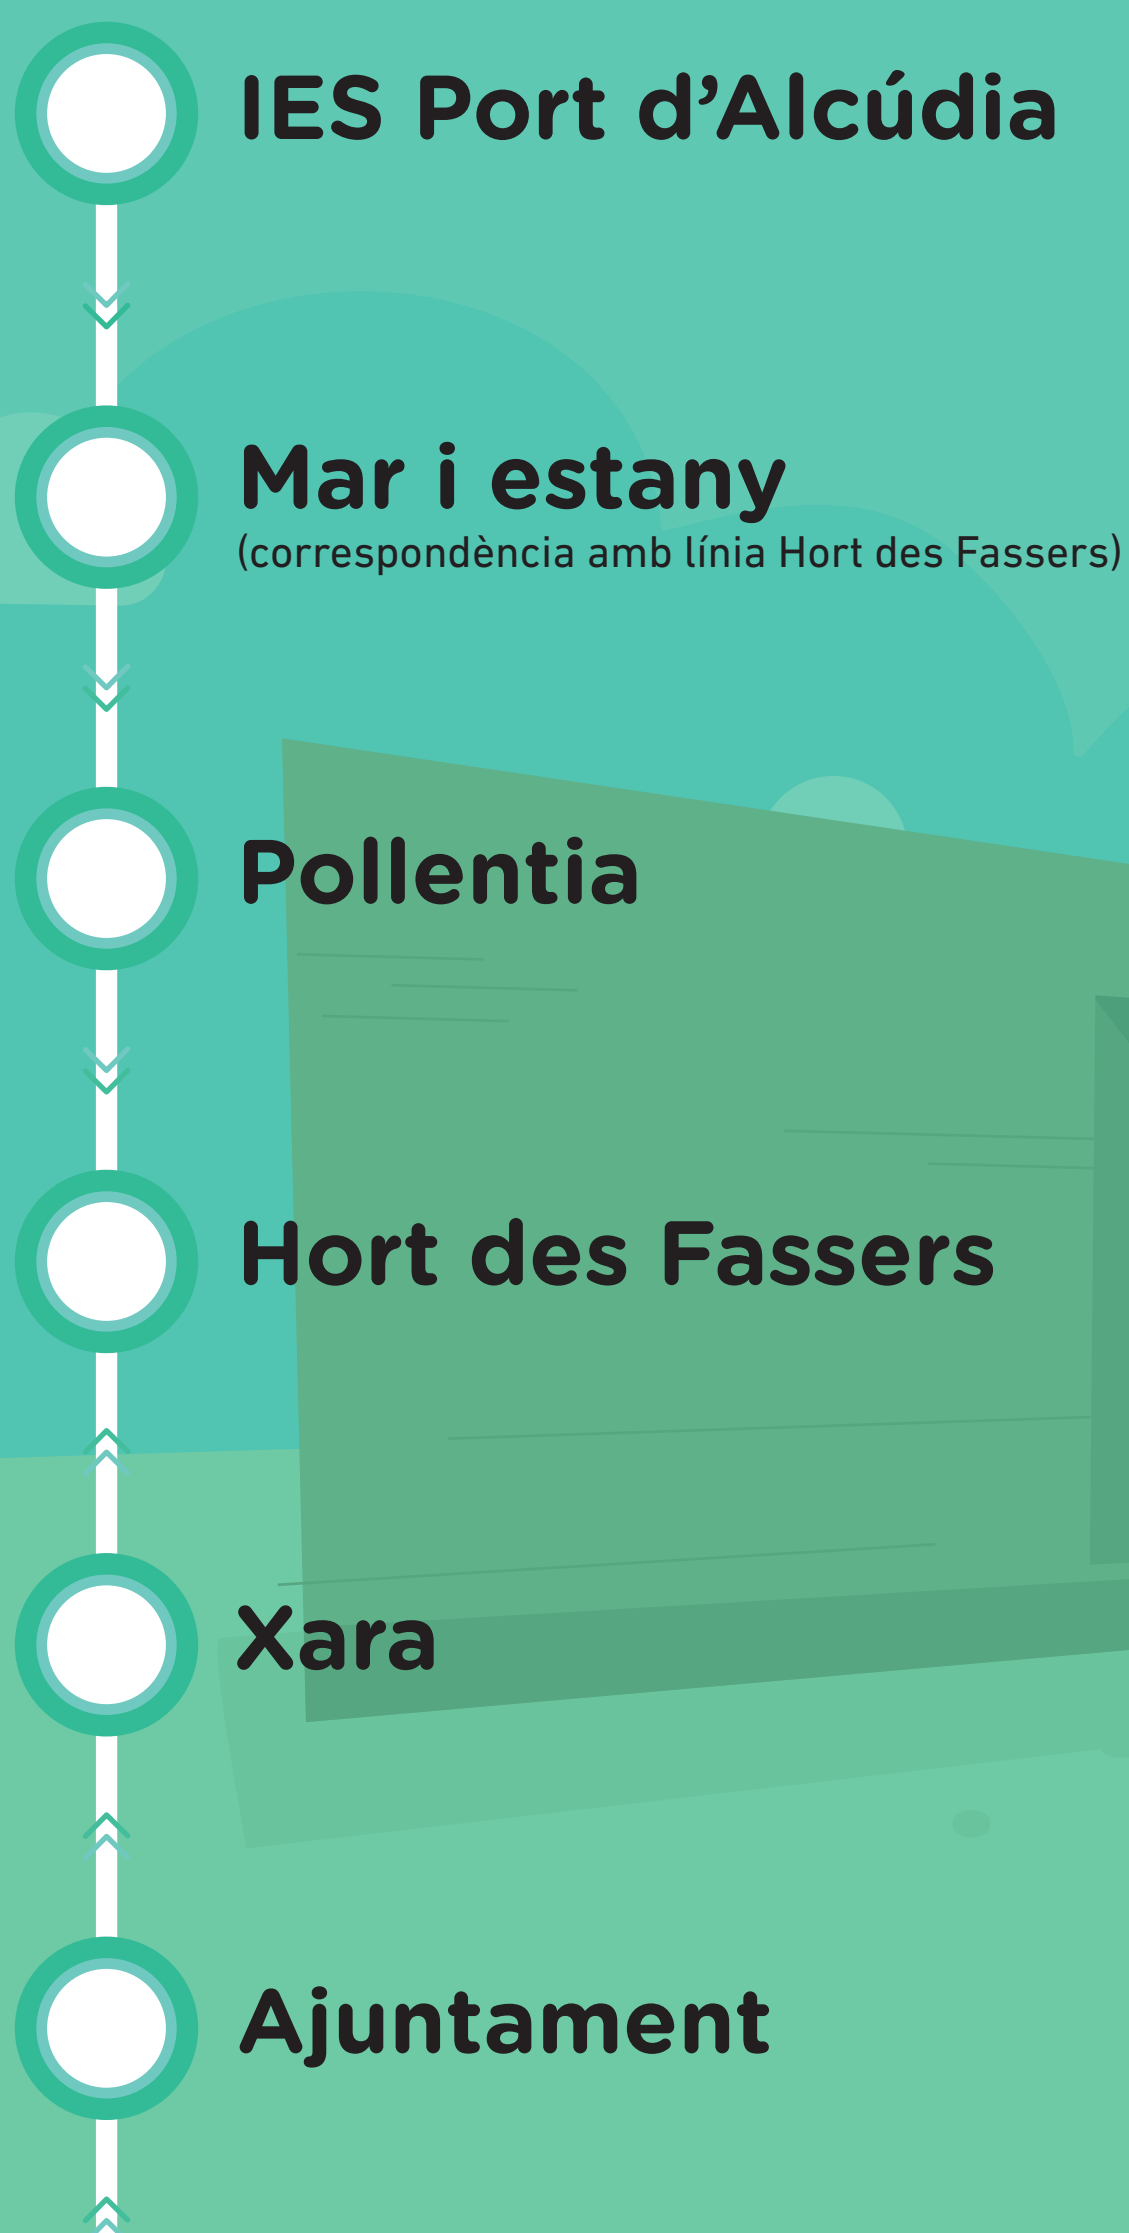 IES Port d’Alcúdia
Mar i estany
(correspondència amb línia Hort des Fassers)
Pollentia
Hort des Fassers
Xara
Ajuntament